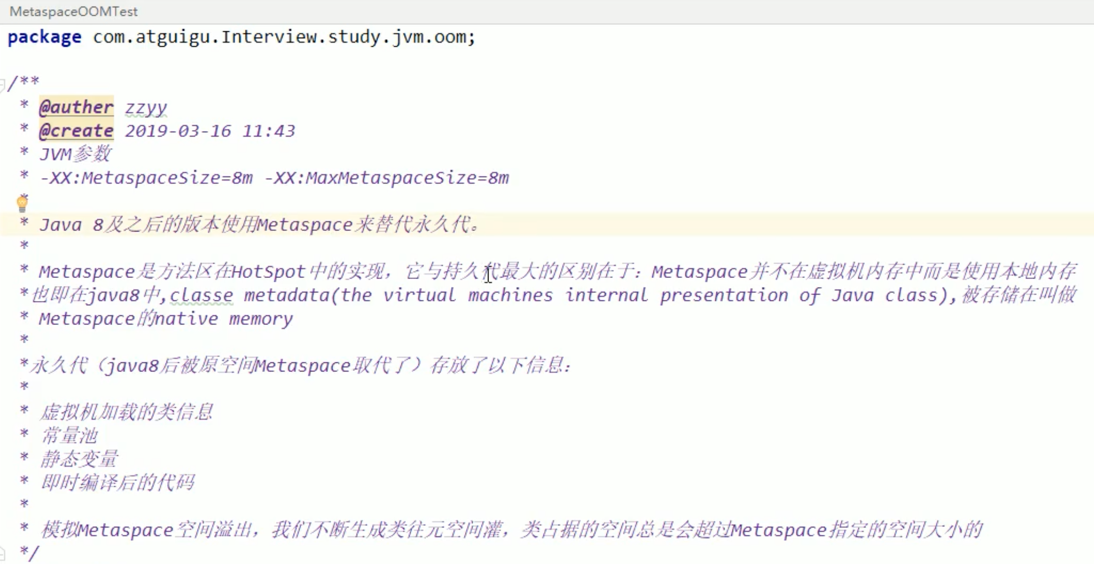 MetaspaceOOMTest
package com.atguigu.Interview.study.jvm.oom;
/**
* @auther zzyy
* @create 2019-03-16 11:43
* JVM参数
* -XX:MetaspaceSize=8m -XX:MaxMetaspaceSize=8m
*
* Java 8及之后的版本使用Metaspace来替代永久代。
*
* Metaspace是方法区在HotSpot中的实现，它与持久代最大的区别在于：Metaspace并不在虚拟机内存中而是使用本地内存
*也即在java8中,classe metadata(the virtual machines internal presentation of Java class),被存储在叫做
* Metaspace的native memory
*
*永久代（java8后被原空间Metaspace取代了）存放了以下信息：
*
* 虚拟机加载的类信息
* 常量池
* 静态变量
* 即时编译后的代码
*
* 模拟Metaspace空间溢出，我们不断生成类往元空间灌，类占据的空间总是会超过Metaspace指定的空间大小的
*/